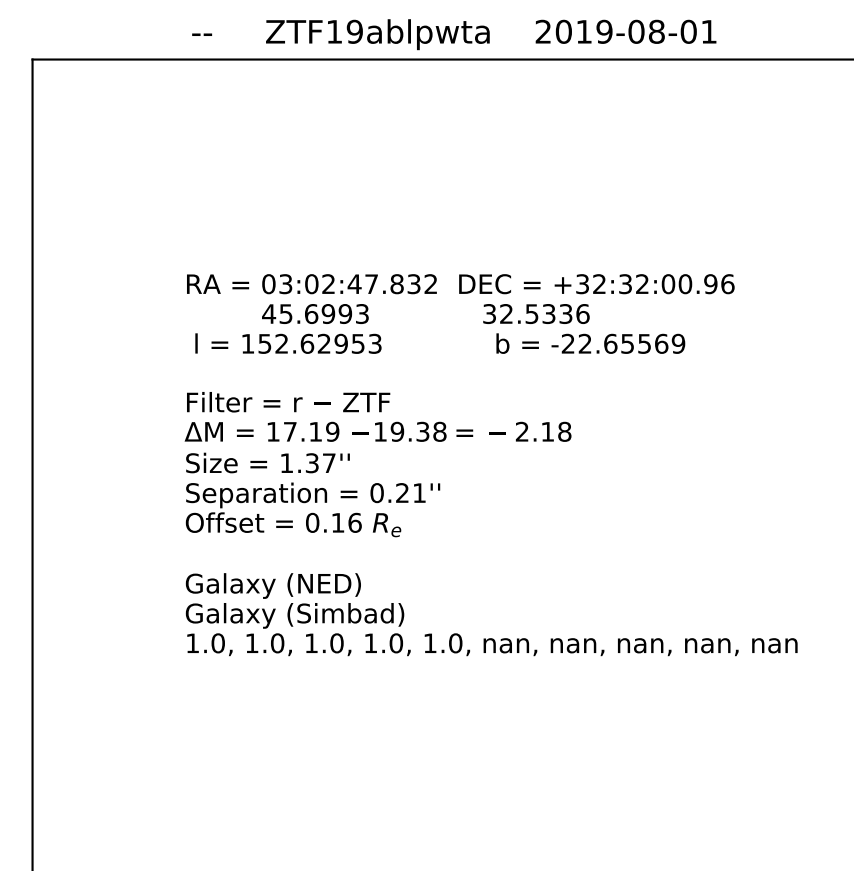 -- ZTF19ablpwta 2019-08-01
RA = 03:02:47.832 DEC = +32:32:00.96
45.6993 32.5336
l = 152.62953 b = -22.65569
Filter = r − ZTF
ΔM = 17.19 −19.38 = − 2.18
Size = 1.37''
Separation = 0.21''
Offset = 0.16 Re
Galaxy (NED)
Galaxy (Simbad)
1.0, 1.0, 1.0, 1.0, 1.0, nan, nan, nan, nan, nan